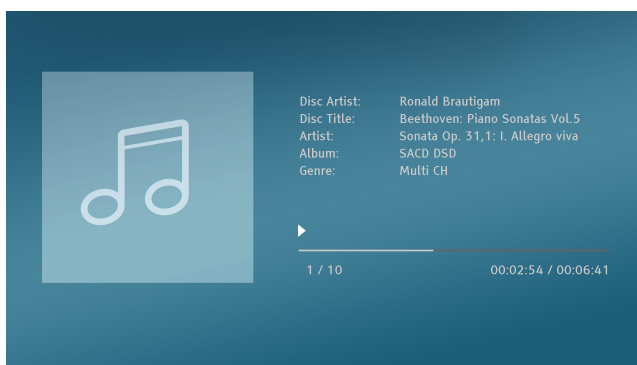 Disc Artist: Ronald Brautigam
Disc Title: Beethoven: Piano Sonatas Vol.5
Artist: Sonata Op. 31,1: I. Allegro viva
Album: SACD DSD
Genre: Multi CH
1 / 10 00:02:54 / 00:06:41